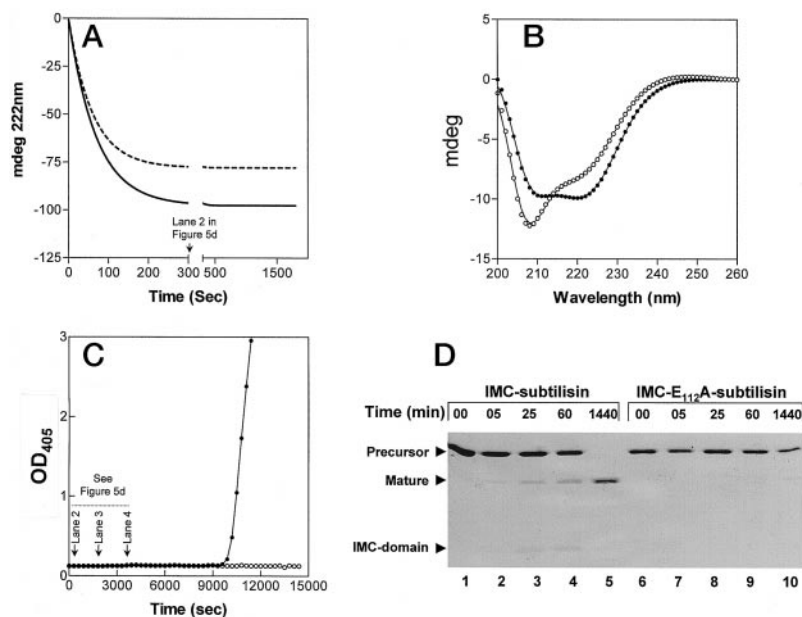 A
0
-25
-50
-75
-100
-125
mdeg 222nm
Lane 2 in
Figure 5d
0 100 200 300 500 1500
Time (Sec)
B
5
0
-5
-10
-15
mdeg
200 210 220 230 240 250 260
Wavelength (nm)
C
3
2
1
0
OD405
See
Figure 5d
Lane 2
Lane 3
Lane 4
0 3000 6000 9000 12000 15000
Time (sec)
D
IMC-subtilisin IMC-E112A-subtilisin
Time (min) 00 05 25 60 1440 00 05 25 60 1440
Precursor
Mature
IMC-domain
1 2 3 4 5 6 7 8 9 10